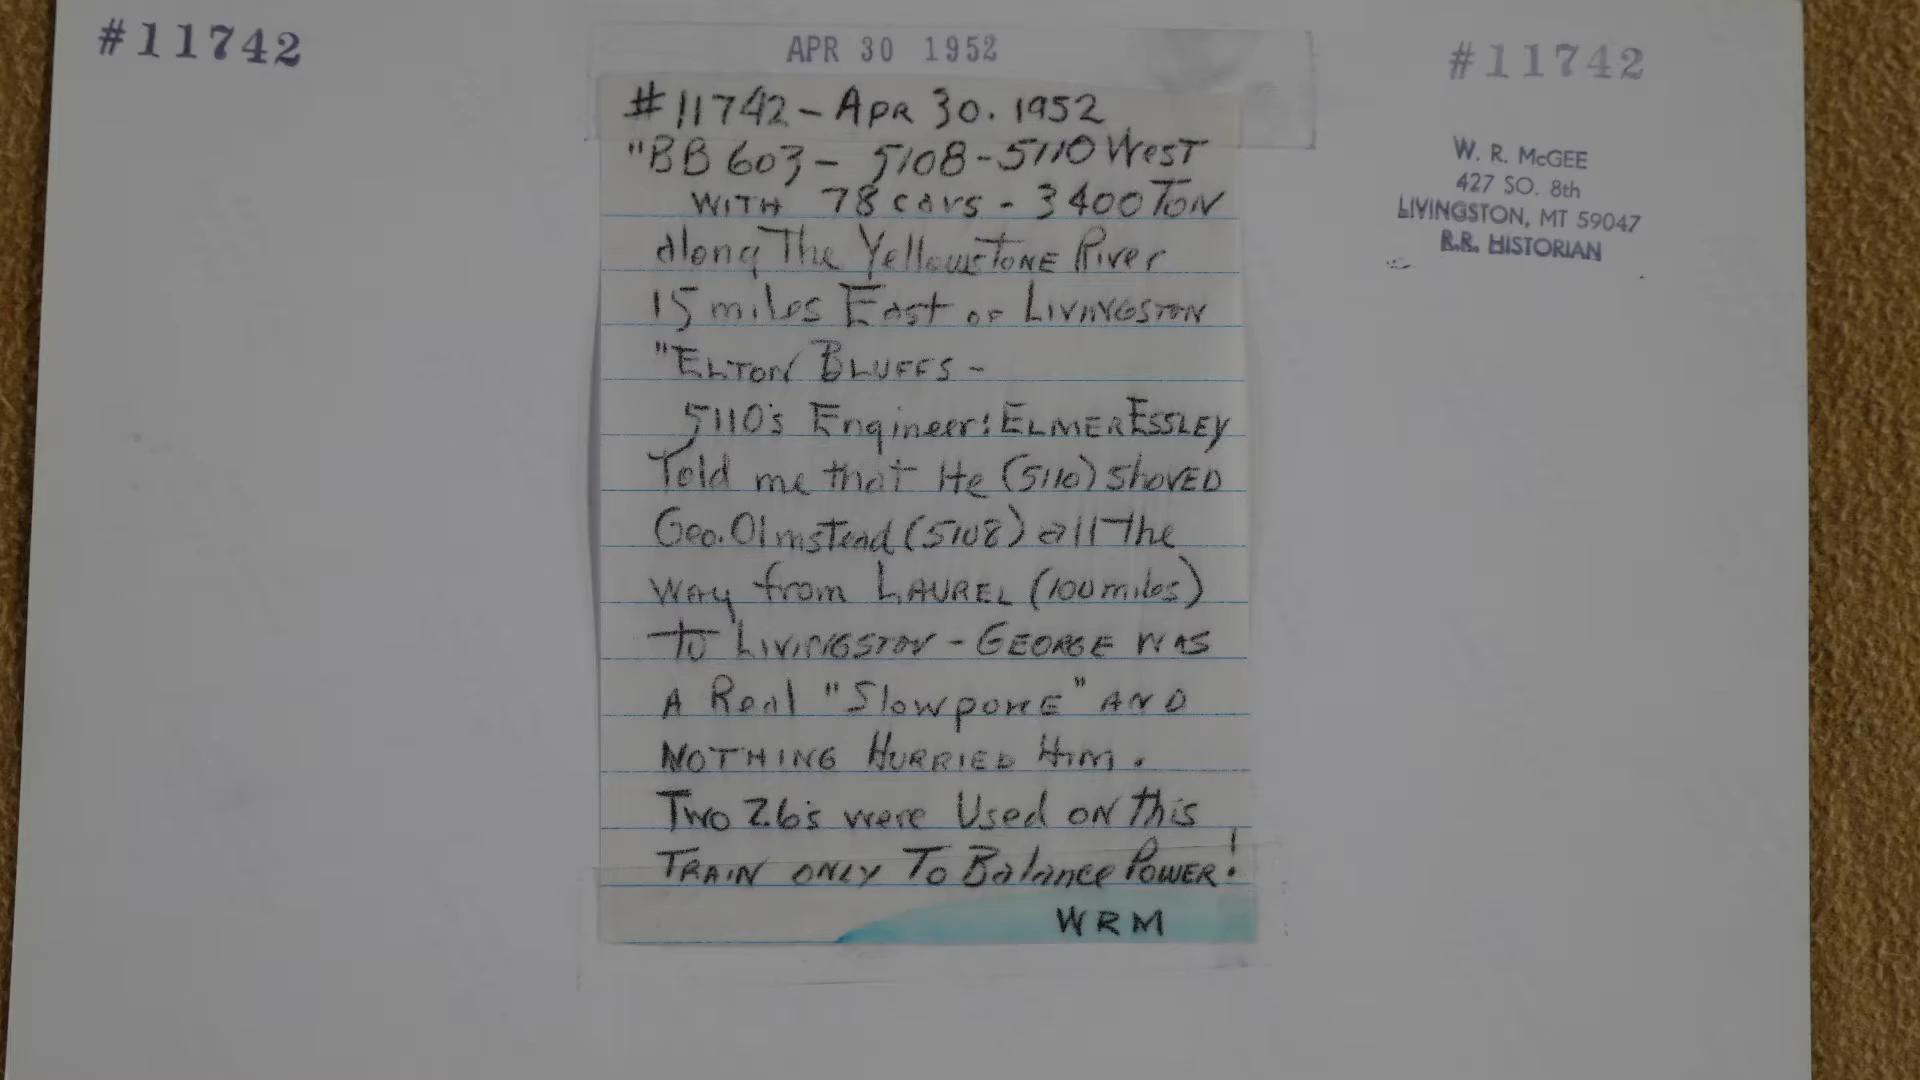 #11742
APR 30 1952
#11742
W. R. McGEE
427 SO. 8th
LIVINGSTON, MT 59047
R.R. HISTORIAN
#11742 - APR 30. 1952
"BB 603 - 5108 - 5110 West
WITH 78 cars - 3400 TON
along The YellowSTONE River
15 miles East OF LIVINGSTON
"ELTON BLUFFS -
5110's Engineer: ELMER ESSLEY
Told me that He (5110) ShOVED
Geo. Olmstead (5108) all The
WAy from LAUREL (100 miles)
to LIVINGSTON - GEORGE WAS
A Real "SlowpoKE" AND
NOTHING HURRIED HIM.
Two Z6's were Used ON This
TRAIN ONLY TO Balance POWER!
WRM